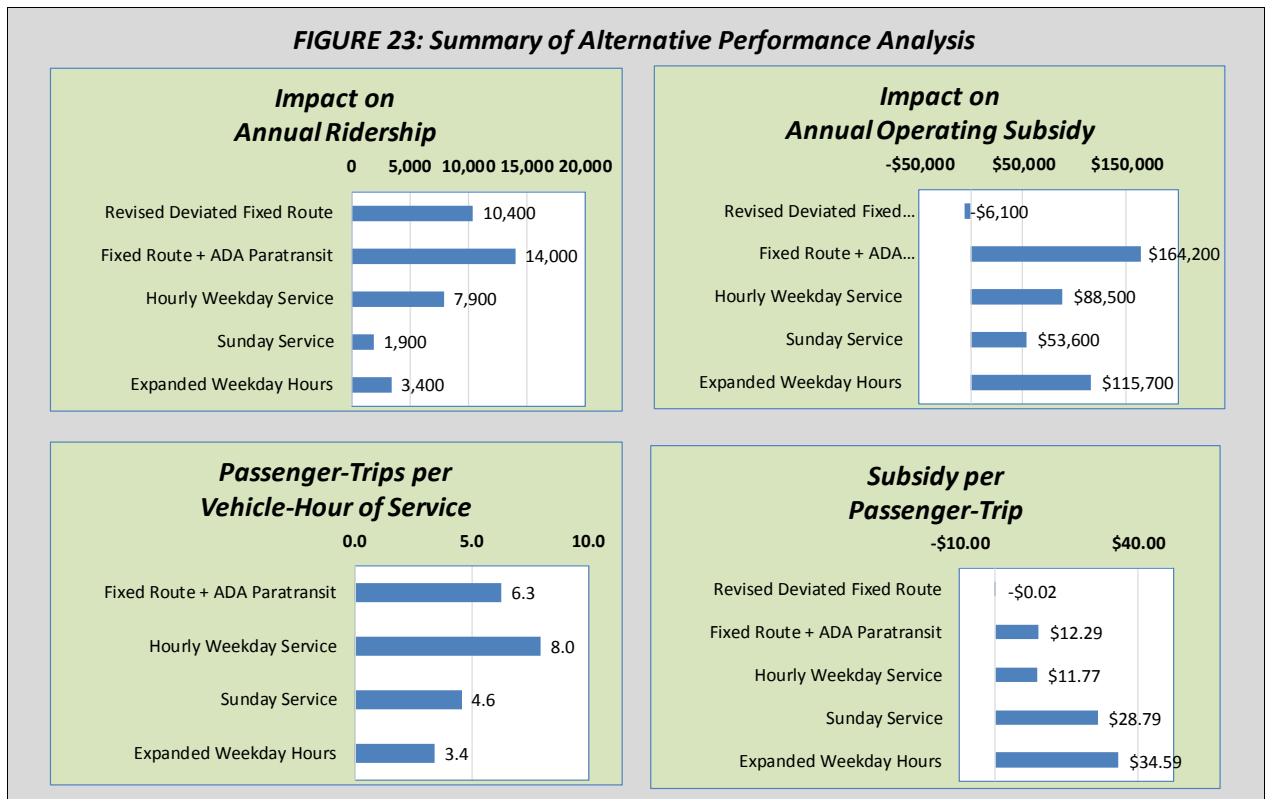 FIGURE 23: Summary of Alternative Performance Analysis
Impact on
Annual Ridership
0 5,000 10,000 15,000 20,000
Revised Deviated Fixed Route 10,400
Fixed Route + ADA Paratransit 14,000
Hourly Weekday Service 7,900
Sunday Service 1,900
Expanded Weekday Hours 3,400
Impact on
Annual Operating Subsidy
-$50,000 $50,000 $150,000
Revised Deviated Fixed... -$6,100
Fixed Route + ADA... $164,200
Hourly Weekday Service $88,500
Sunday Service $53,600
Expanded Weekday Hours $115,700
Passenger-Trips per
Vehicle-Hour of Service
0.0 5.0 10.0
Fixed Route + ADA Paratransit 6.3
Hourly Weekday Service 8.0
Sunday Service 4.6
Expanded Weekday Hours 3.4
Subsidy per
Passenger-Trip
-$10.00 $40.00
Revised Deviated Fixed Route -$0.02
Fixed Route + ADA Paratransit $12.29
Hourly Weekday Service $11.77
Sunday Service $28.79
Expanded Weekday Hours $34.59